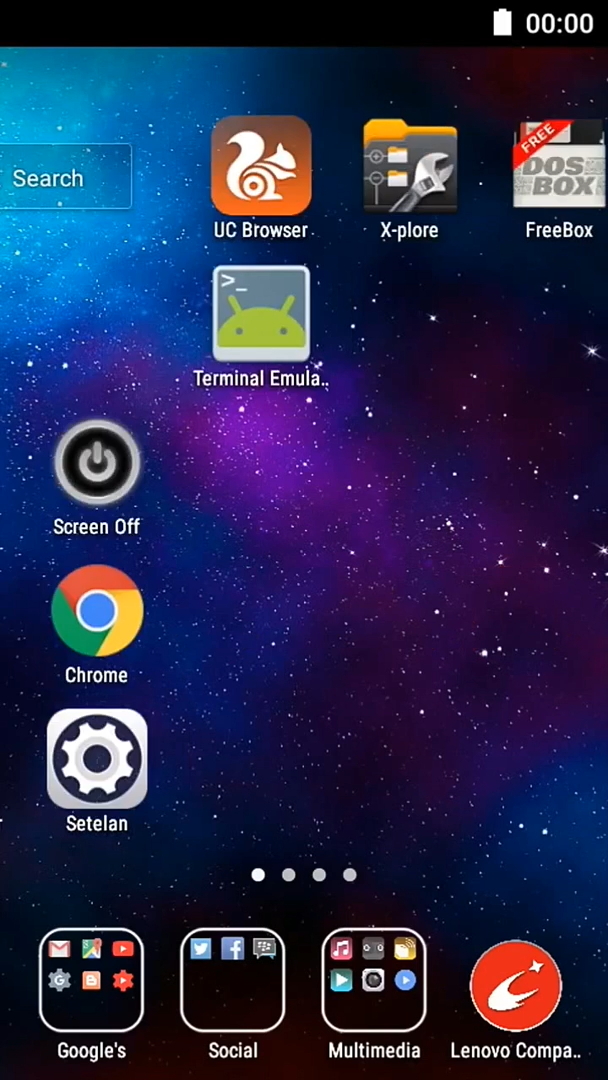 00:00
Search
UC Browser
X-plore
FREE
DOS
BOX
FreeBox
>_
Terminal Emula..
Screen Off
Chrome
Setelan
Google's
Social
Multimedia
Lenovo Compa..